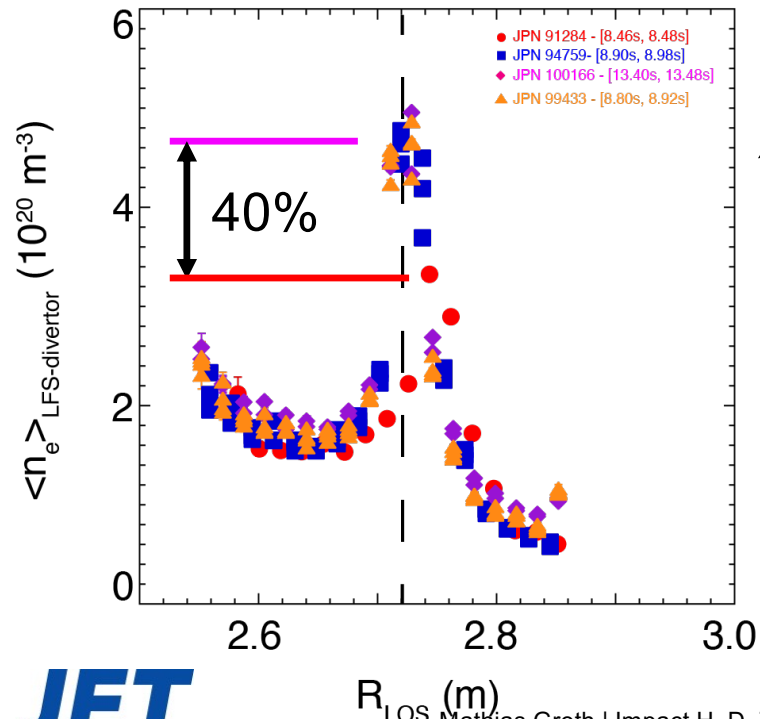 6
JPN 91284 - [8.46s, 8.48s]
JPN 94759- [8.90s, 8.98s]
JPN 100166 - [13.40s, 13.48s]
JPN 99433 - [8.80s, 8.92s]
4
40%
2
0
<nₑ>LFS-divertor (10²⁰ m⁻³)
2.6 2.8 3.0
R_LOS (m)
JET
Mathias Groth | Impact H, D,